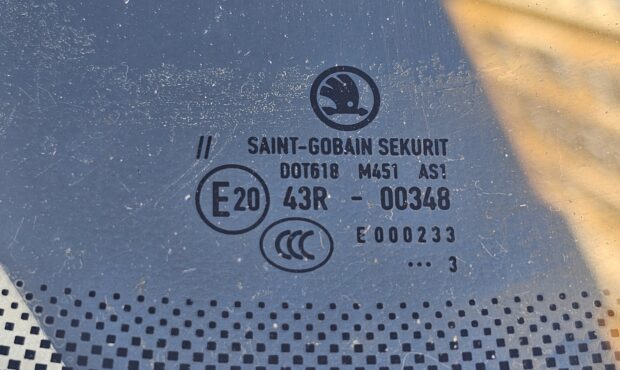 // SAINT-GOBAIN SEKURIT
DOT618 M451 AS1
E20 43R - 00348
CCC E000233
... 3